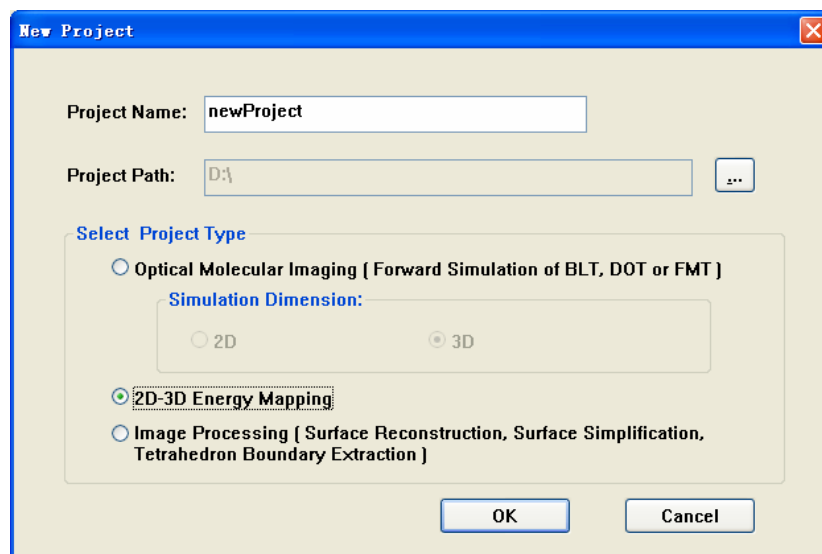 New Project
Project Name: newProject
Project Path: D:\ ...
Select Project Type
Optical Molecular Imaging ( Forward Simulation of BLT, DOT or FMT )
Simulation Dimension:
2D 3D
2D-3D Energy Mapping
Image Processing ( Surface Reconstruction, Surface Simplification,
Tetrahedron Boundary Extraction )
OK Cancel